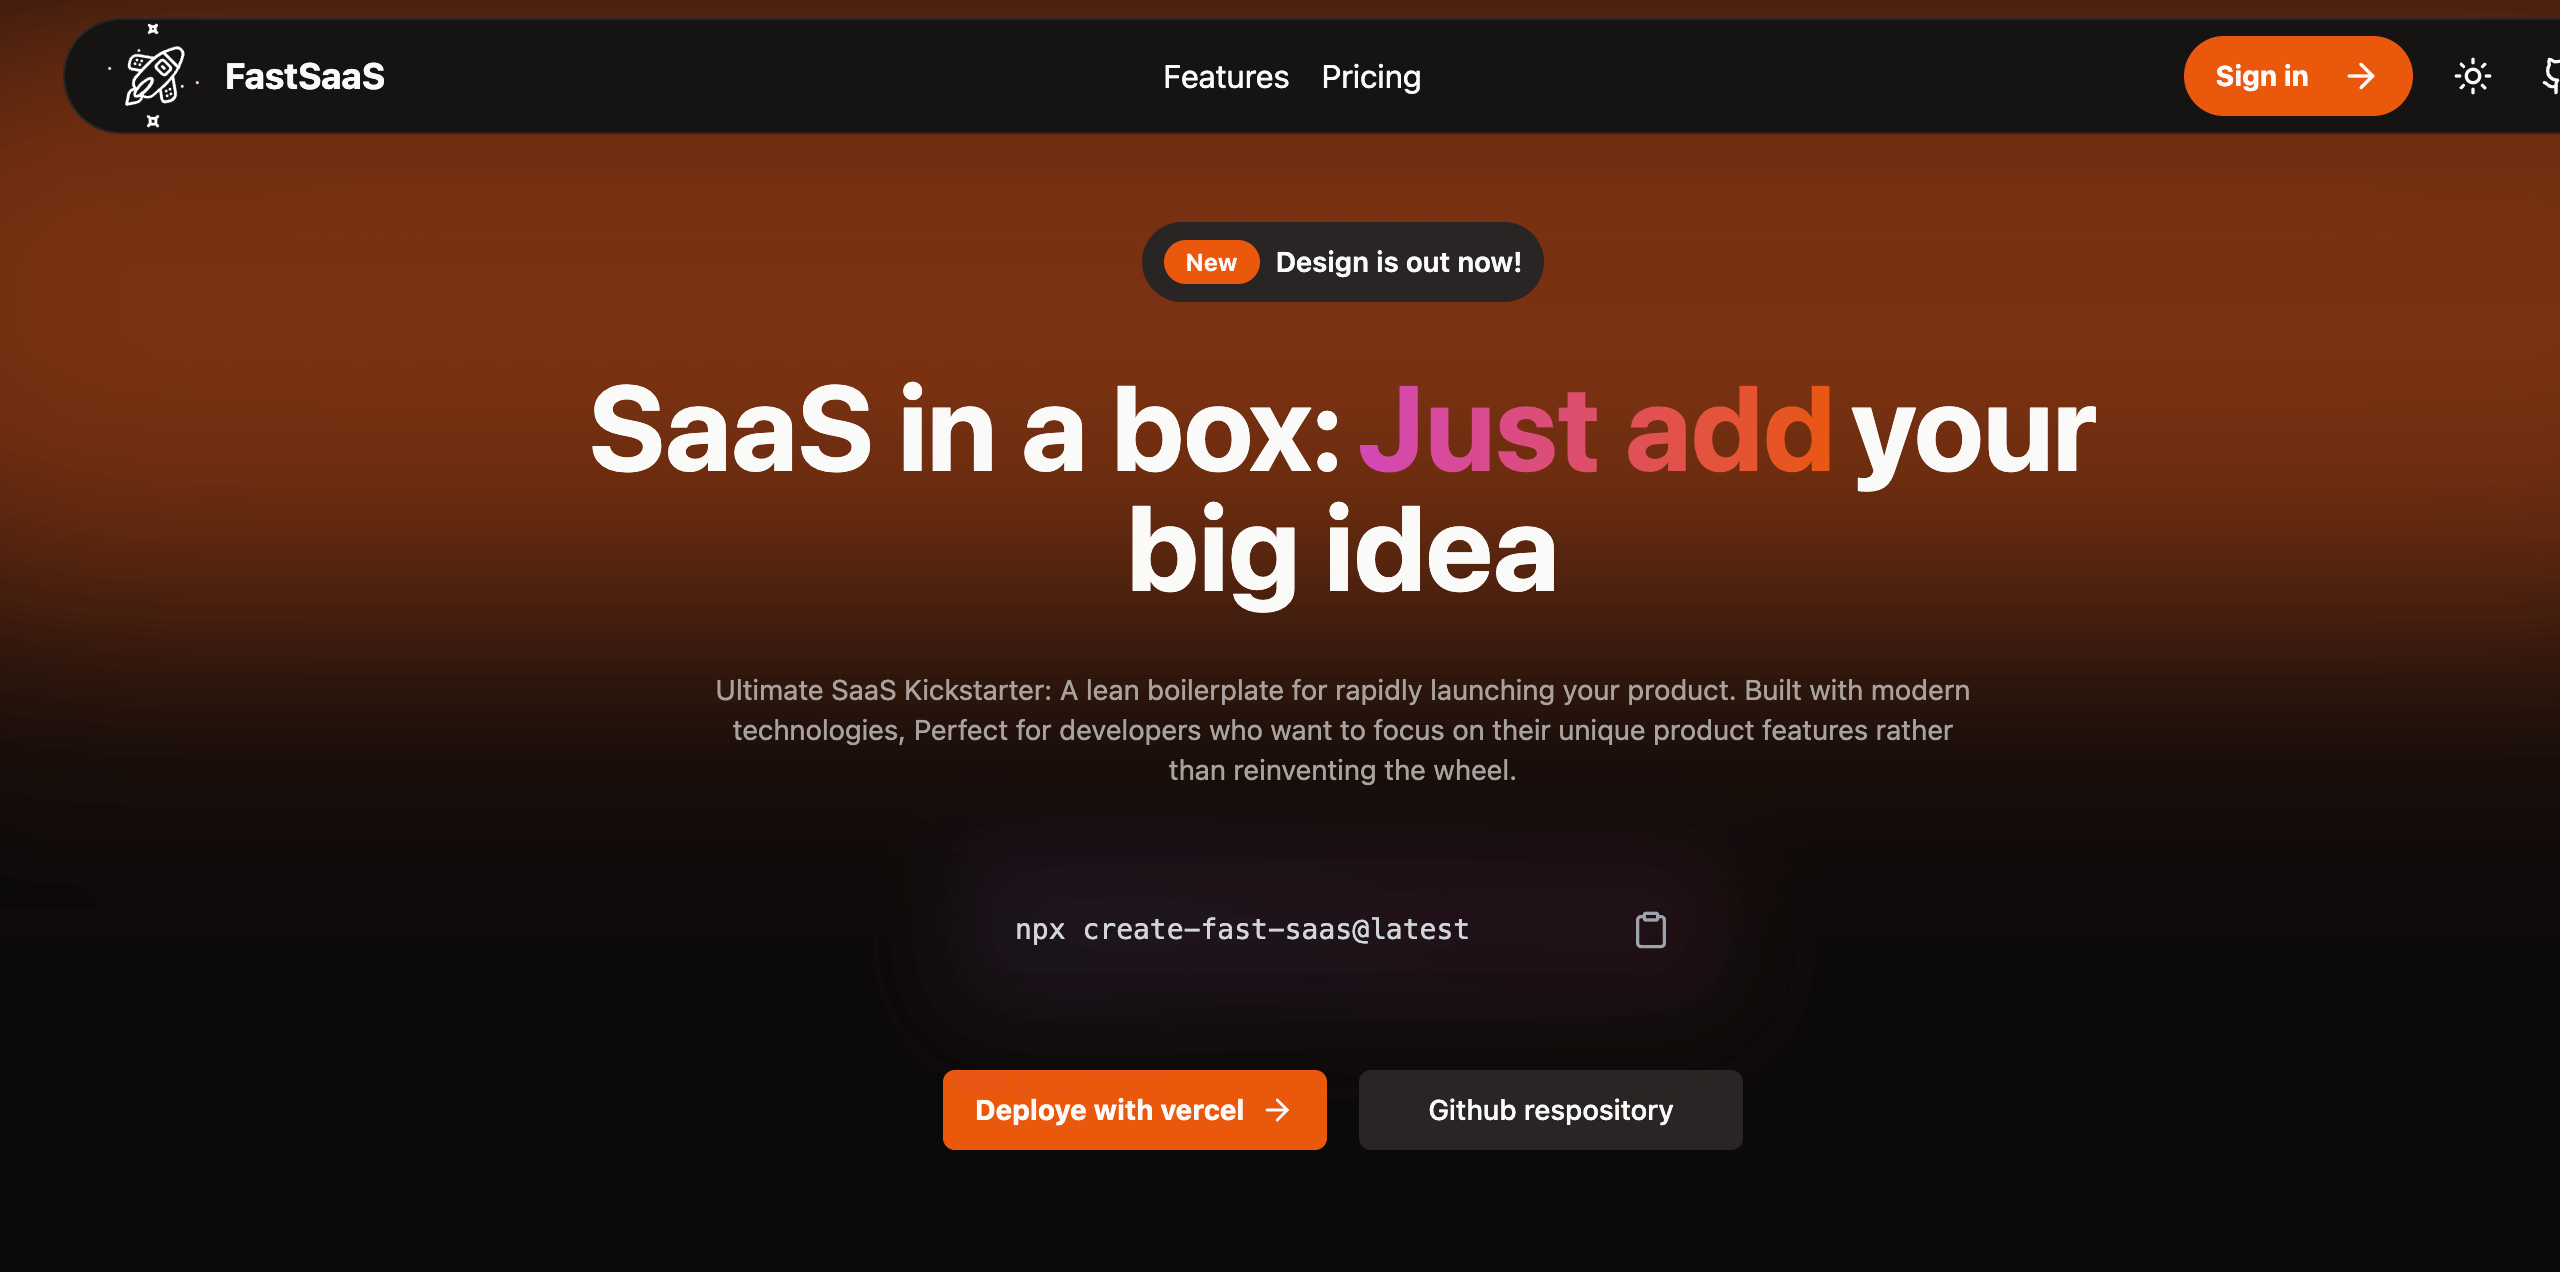 FastSaaS
Features
Pricing
Sign in
New Design is out now!
SaaS in a box: Just add your
big idea
Ultimate SaaS Kickstarter: A lean boilerplate for rapidly launching your product. Built with modern
technologies, Perfect for developers who want to focus on their unique product features rather
than reinventing the wheel.
npx create-fast-saas@latest
Deploye with vercel
Github respository